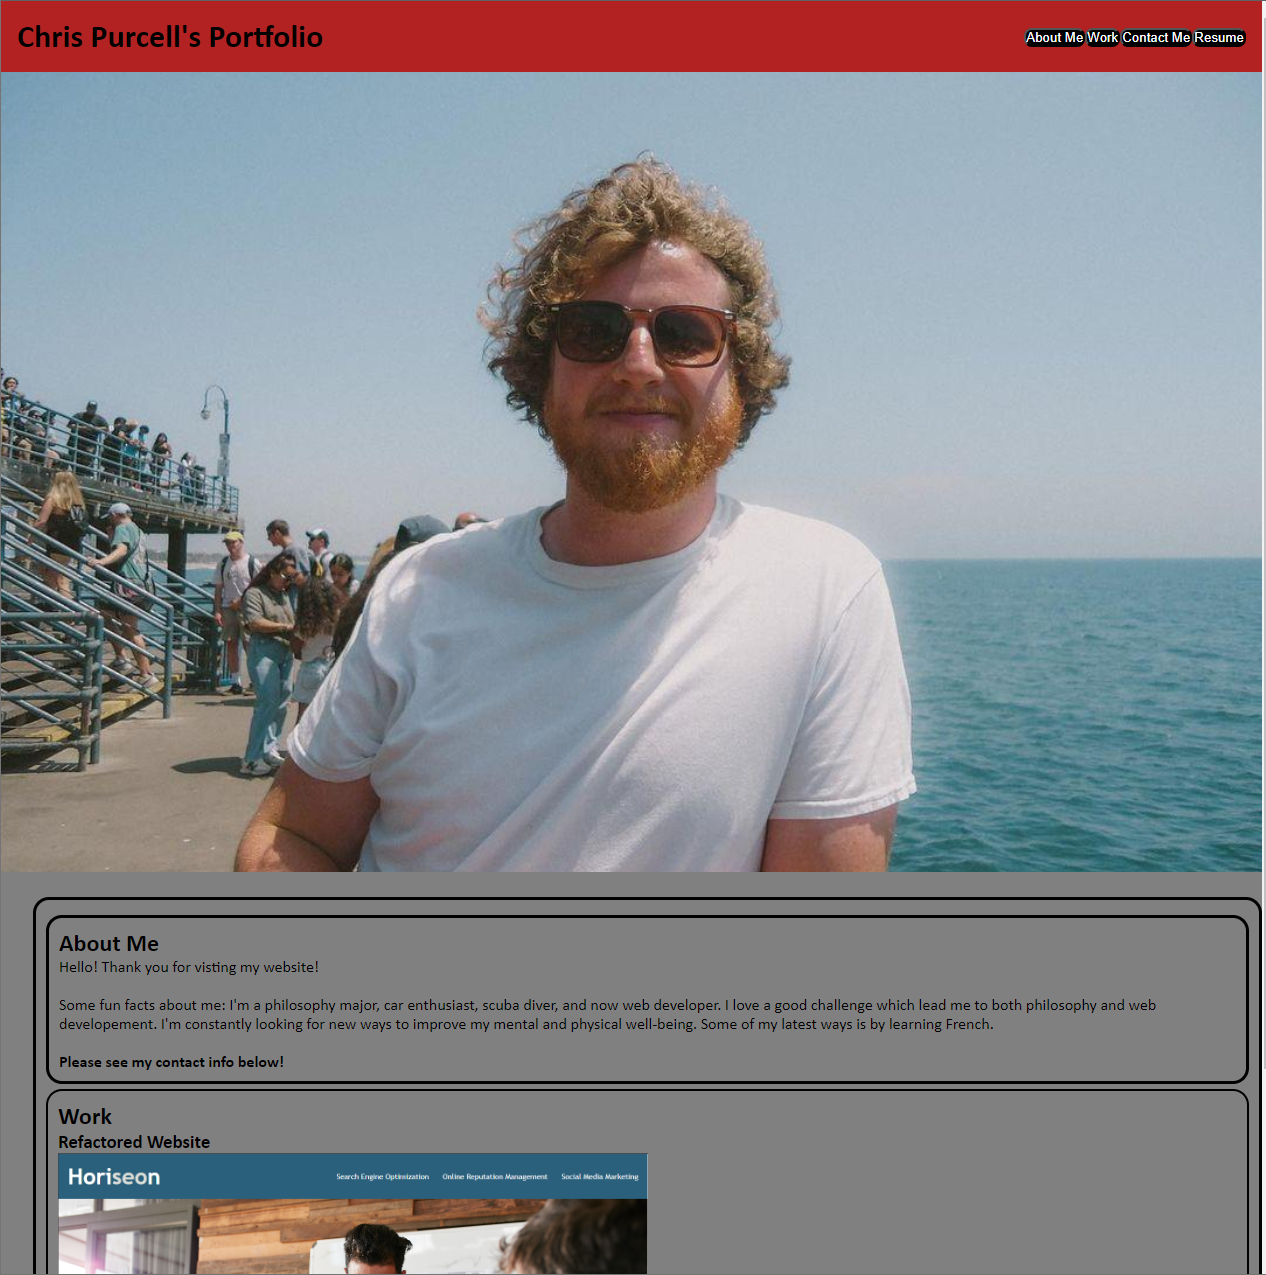 Chris Purcell's Portfolio
About Me Work Contact Me Resume
About Me
Hello! Thank you for visting my website!
Some fun facts about me: I'm a philosophy major, car enthusiast, scuba diver, and now web developer. I love a good challenge which lead me to both philosophy and web
developement. I'm constantly looking for new ways to improve my mental and physical well-being. Some of my latest ways is by learning French.
Please see my contact info below!
Work
Refactored Website
Horiseon
Search Engine Optimization Online Reputation Management Social Media Marketing